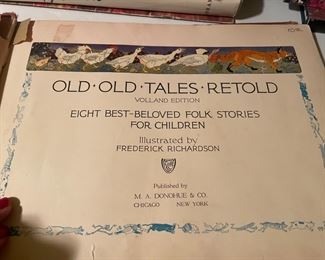 OLD · OLD · TALES · RETOLD
VOLLAND EDITION
EIGHT BEST-BELOVED FOLK STORIES
FOR CHILDREN
Illustrated by
FREDERICK RICHARDSON
Published by
M. A. DONOHUE & CO.
CHICAGO NEW YORK